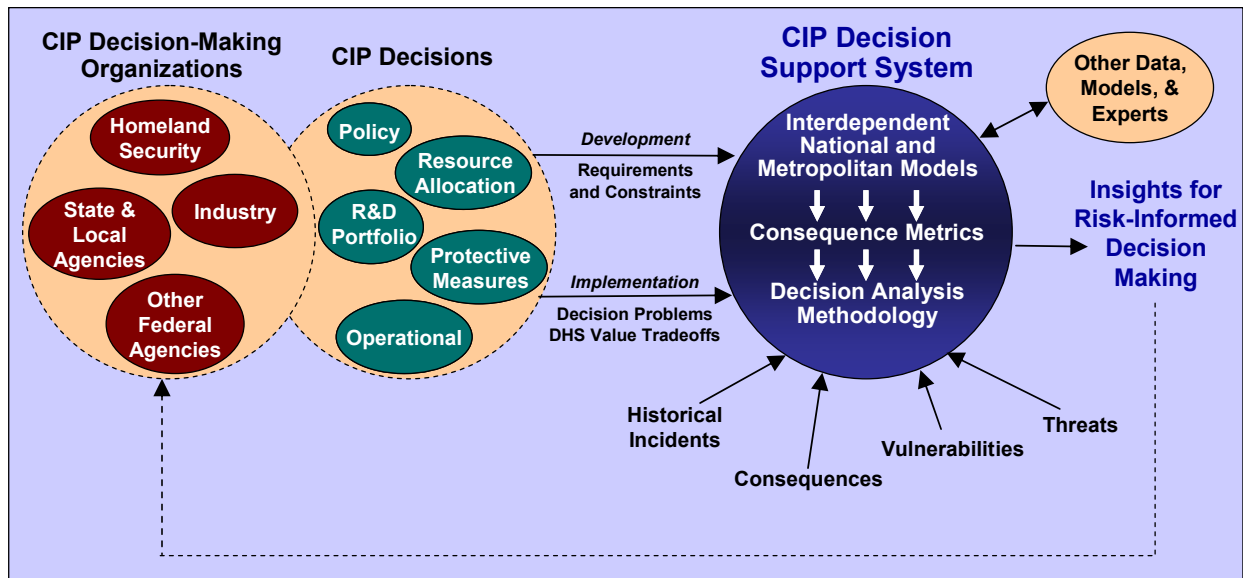 CIP Decision-Making
Organizations
Homeland
Security
State &
Local
Agencies
Industry
Other
Federal
Agencies
CIP Decisions
Policy
Resource
Allocation
R&D
Portfolio
Protective
Measures
Operational
Development
Requirements
and Constraints
Implementation
Decision Problems
DHS Value Tradeoffs
CIP Decision
Support System
Interdependent
National and
Metropolitan Models
Consequence Metrics
Decision Analysis
Methodology
Other Data,
Models, &
Experts
Insights for
Risk-Informed
Decision
Making
Historical
Incidents
Consequences
Vulnerabilities
Threats